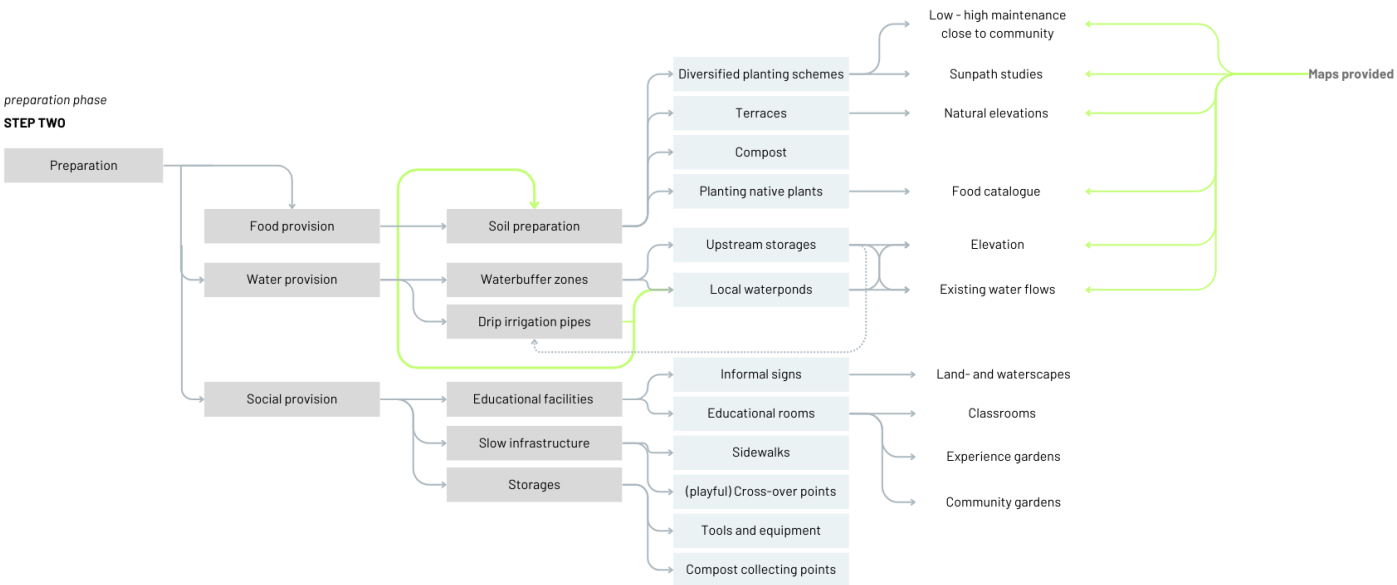 preparation phase
STEP TWO
Preparation
Food provision
Water provision
Social provision
Soil preparation
Waterbuffer zones
Drip irrigation pipes
Educational facilities
Slow infrastructure
Storages
Diversified planting schemes
Terraces
Compost
Planting native plants
Upstream storages
Local waterponds
Informal signs
Educational rooms
Sidewalks
(playful) Cross-over points
Tools and equipment
Compost collecting points
Low - high maintenance
close to community
Sunpath studies
Natural elevations
Food catalogue
Elevation
Existing water flows
Land- and waterscapes
Classrooms
Experience gardens
Community gardens
Maps provided